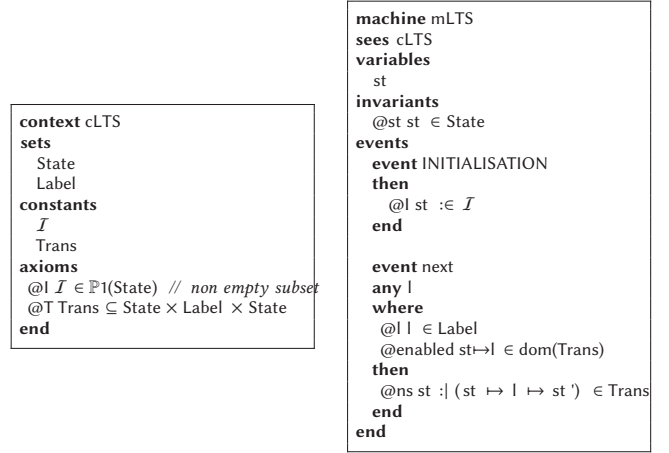 context cLTS
sets
State
Label
constants
ℐ
Trans
axioms
@I ℐ ∈ ℙ1(State) // non empty subset
@T Trans ⊆ State × Label × State
end
machine mLTS
sees cLTS
variables
st
invariants
@st st ∈ State
events
event INITIALISATION
then
@I st :∈ ℐ
end
event next
any l
where
@l l ∈ Label
@enabled st↦l ∈ dom(Trans)
then
@ns st :| ( st ↦ l ↦ st ') ∈ Trans
end
end